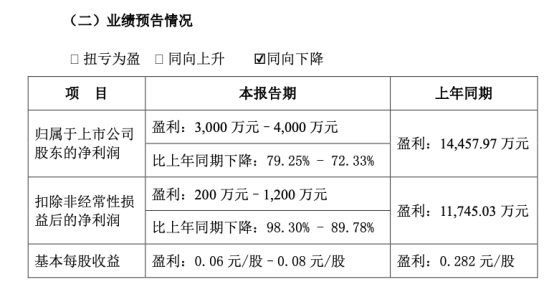 （二）业绩预告情况
□ 扭亏为盈 □ 同向上升 ☑同向下降
项 目 本报告期 上年同期
归属于上市公司
股东的净利润
盈利：3,000 万元–4,000 万元
比上年同期下降：79.25% – 72.33%
盈利：14,457.97 万元
扣除非经常性损
益后的净利润
盈利：200 万元–1,200 万元
比上年同期下降：98.30% – 89.78%
盈利：11,745.03 万元
基本每股收益 盈利：0.06 元/股–0.08 元/股 盈利：0.282 元/股